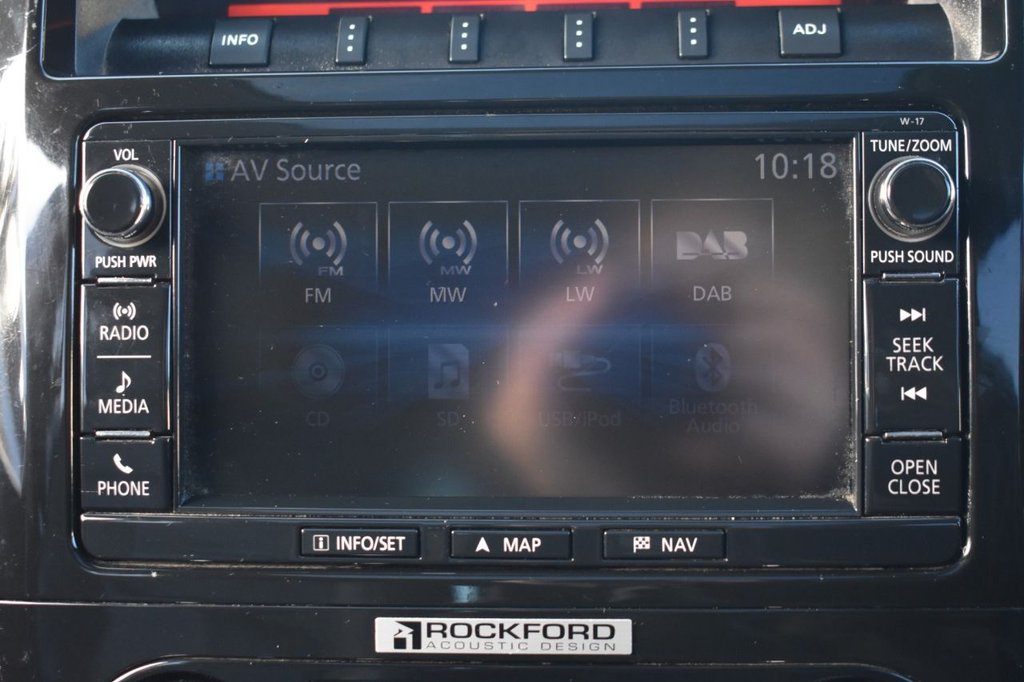 INFO
ADJ
W-17
VOL
TUNE/ZOOM
AV Source
10:18
PUSH PWR
PUSH SOUND
FM
MW
LW
DAB
FM
MW
LW
DAB
RADIO
MEDIA
PHONE
CD
SD
USB/iPod
Bluetooth
Audio
SEEK
TRACK
OPEN
CLOSE
INFO/SET
MAP
NAV
ROCKFORD
ACOUSTIC DESIGN